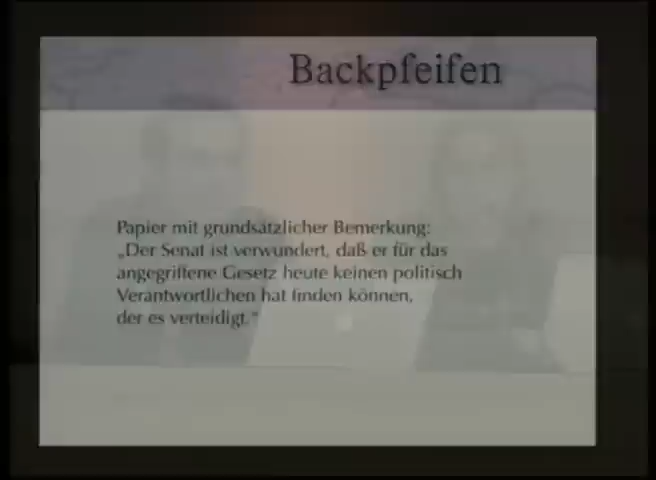 Backpfeifen
Papier mit grundsätzlicher Bemerkung:
„Der Senat ist verwundert, daß er für das
angegriffene Gesetz heute keinen politisch
Verantwortlichen hat finden können,
der es verteidigt.“